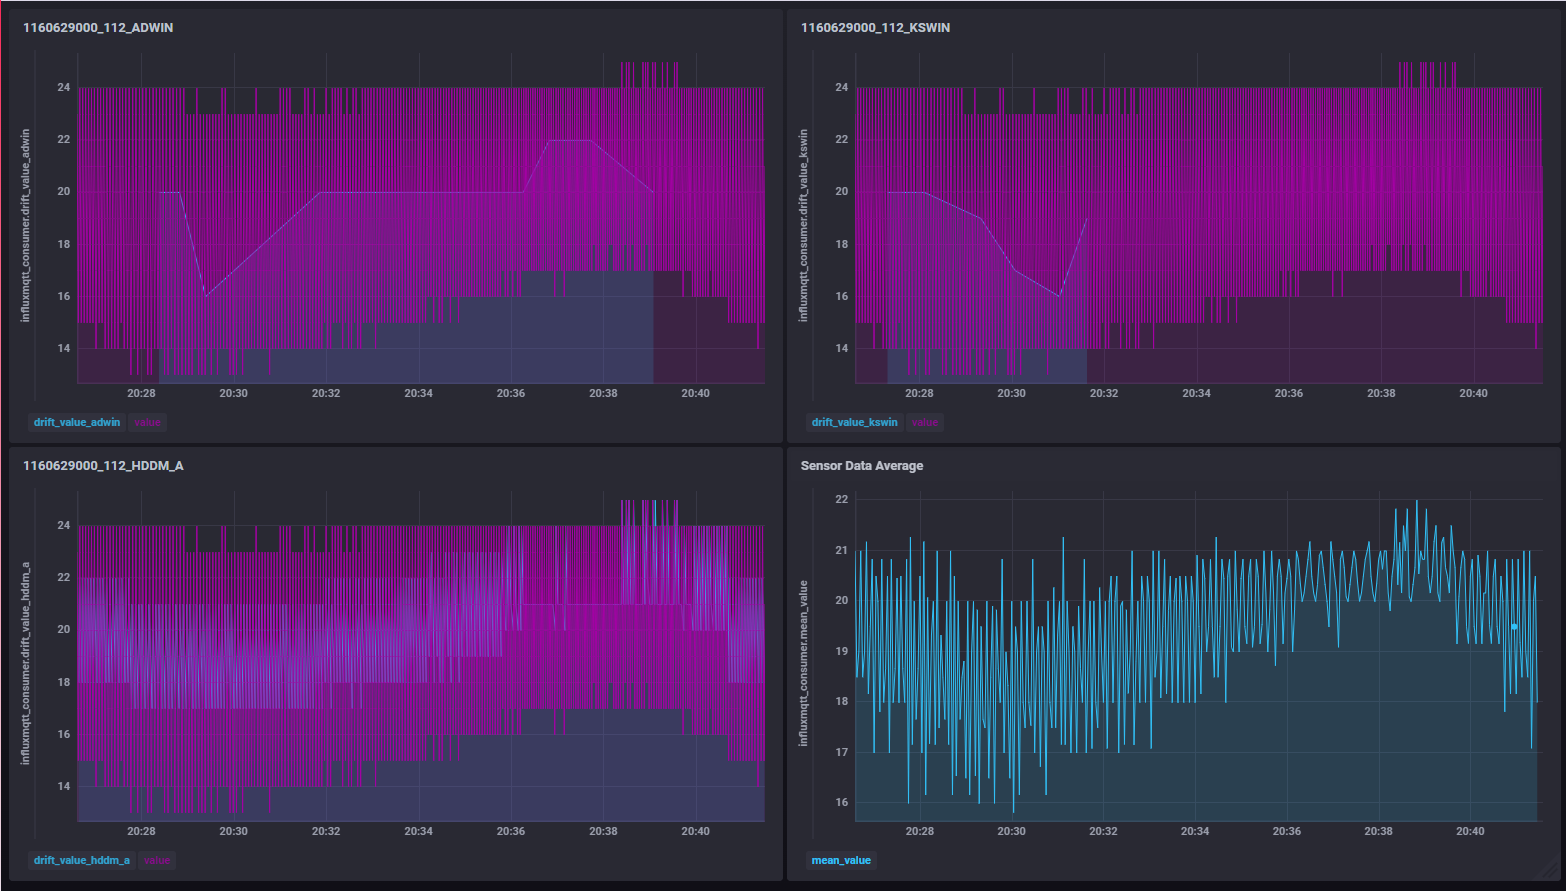 1160629000_112_ADWIN
influxmqtt_consumer.drift_value_adwin
24
22
20
18
16
14
20:28 20:30 20:32 20:34 20:36 20:38 20:40
drift_value_adwin value
1160629000_112_KSWIN
influxmqtt_consumer.drift_value_kswin
24
22
20
18
16
14
20:28 20:30 20:32 20:34 20:36 20:38 20:40
drift_value_kswin value
1160629000_112_HDDM_A
influxmqtt_consumer.drift_value_hddm_a
24
22
20
18
16
14
20:28 20:30 20:32 20:34 20:36 20:38 20:40
drift_value_hddm_a value
Sensor Data Average
influxmqtt_consumer.mean_value
22
21
20
19
18
17
16
20:28 20:30 20:32 20:34 20:36 20:38 20:40
mean_value